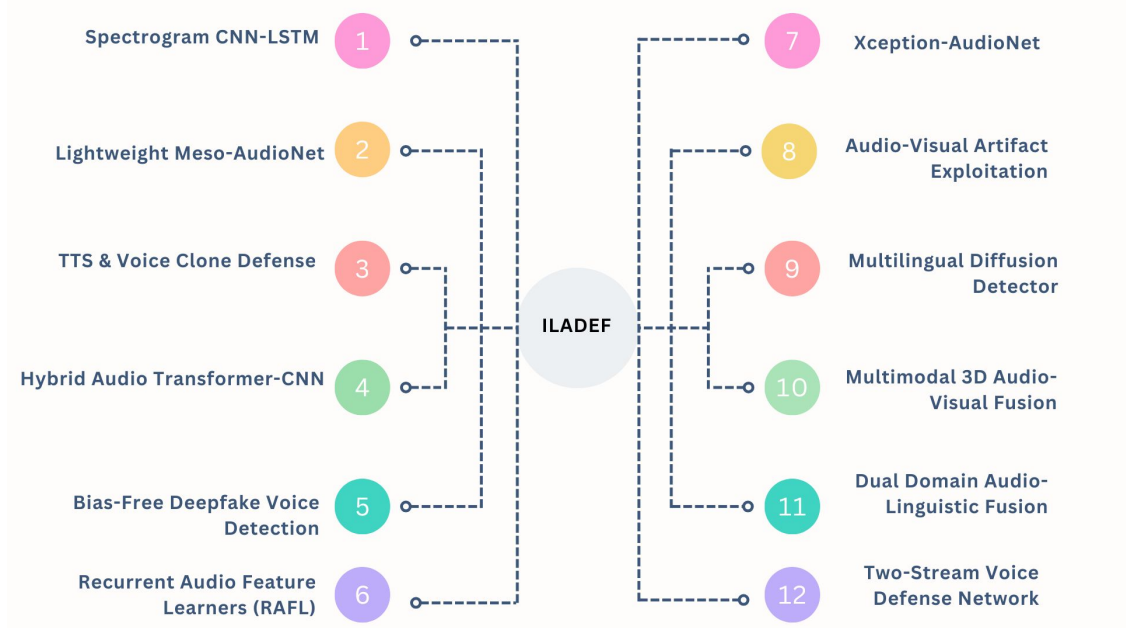 Spectrogram CNN-LSTM
1
Lightweight Meso-AudioNet
2
TTS & Voice Clone Defense
3
Hybrid Audio Transformer-CNN
4
Bias-Free Deepfake Voice
Detection
5
Recurrent Audio Feature
Learners (RAFL)
6
ILADEF
7
Xception-AudioNet
8
Audio-Visual Artifact
Exploitation
9
Multilingual Diffusion
Detector
10
Multimodal 3D Audio-
Visual Fusion
11
Dual Domain Audio-
Linguistic Fusion
12
Two-Stream Voice
Defense Network